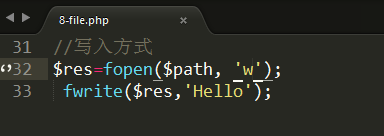 8-file.php
31 //写入方式
32 $res=fopen($path, 'w');
33 fwrite($res,'Hello');